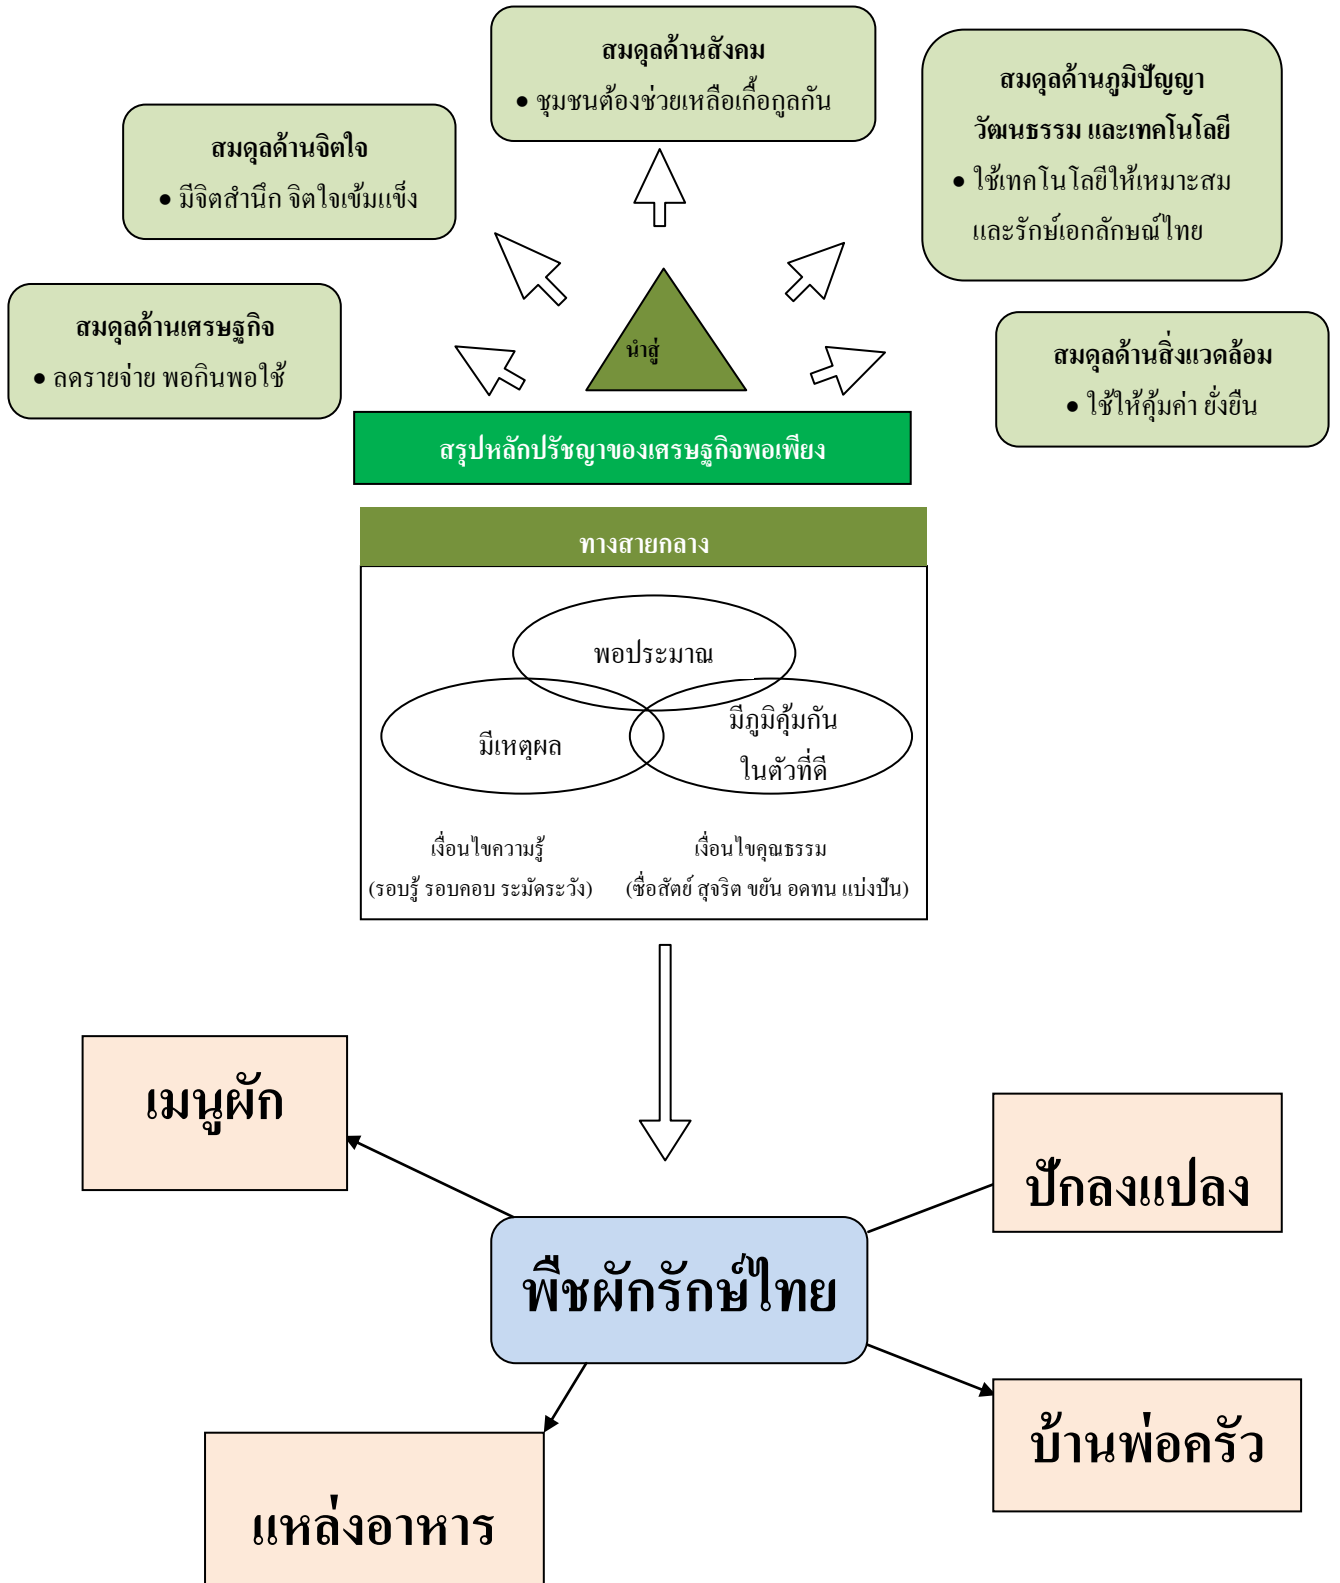 สมดุลด้านสังคม
• ชุมชนต้องช่วยเหลือเกื้อกูลกัน
สมดุลด้านภูมิปัญญา
วัฒนธรรม และเทคโนโลยี
• ใช้เทคโนโลยีให้เหมาะสม
และรักษ์เอกลักษณ์ไทย
สมดุลด้านจิตใจ
• มีจิตสำนึก จิตใจเข้มแข็ง
สมดุลด้านเศรษฐกิจ
• ลดรายจ่าย พอกินพอใช้
นำสู่
สมดุลด้านสิ่งแวดล้อม
• ใช้ให้คุ้มค่า ยั่งยืน
สรุปหลักปรัชญาของเศรษฐกิจพอเพียง
ทางสายกลาง
พอประมาณ
มีเหตุผล
มีภูมิคุ้มกัน
ในตัวที่ดี
เงื่อนไขความรู้
(รอบรู้ รอบคอบ ระมัดระวัง)
เงื่อนไขคุณธรรม
(ซื่อสัตย์ สุจริต ขยัน อดทน แบ่งปัน)
เมนูผัก
ปักลงแปลง
พืชผักรักษ์ไทย
บ้านพ่อครัว
แหล่งอาหาร